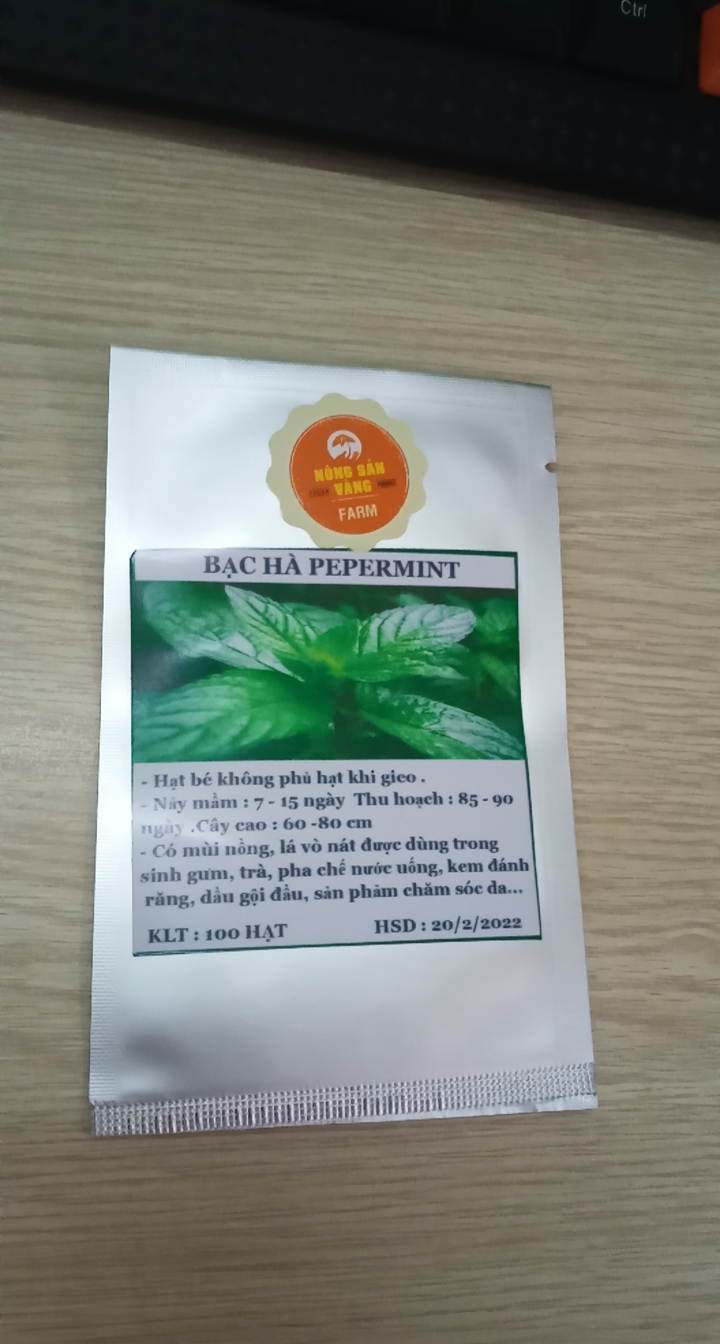 Ctrl
NÔNG SẢN
VÀNG
FARM
BẠC HÀ PEPERMINT
- Hạt bé không phủ hạt khi gieo .
- Nảy mầm : 7 - 15 ngày Thu hoạch : 85 - 90
ngày .Cây cao : 60 -80 cm
- Có mùi nồng, lá vò nát được dùng trong
sinh gum, trà, pha chế nước uống, kem đánh
răng, dầu gội đầu, sản phẩm chăm sóc da...
KLT : 100 HẠT HSD : 20/2/2022